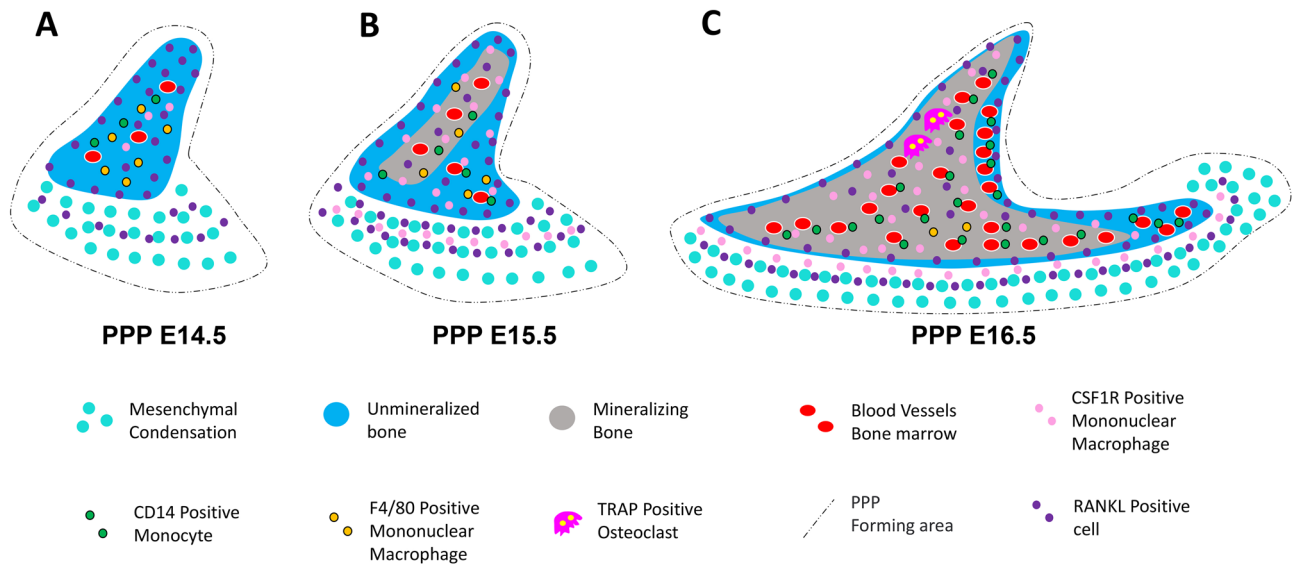 A
B
C
PPP E14.5
PPP E15.5
PPP E16.5
Mesenchymal
Condensation
Unmineralized
bone
Mineralizing
Bone
Blood Vessels
Bone marrow
CSF1R Positive
Mononuclear
Macrophage
CD14 Positive
Monocyte
F4/80 Positive
Mononuclear
Macrophage
TRAP Positive
Osteoclast
PPP
Forming area
RANKL Positive
cell